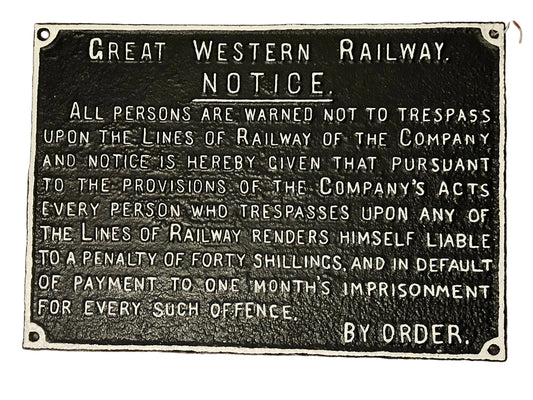 GREAT WESTERN RAILWAY.
NOTICE.
ALL PERSONS ARE WARNED NOT TO TRESPASS
UPON THE LINES OF RAILWAY OF THE COMPANY
AND NOTICE IS HEREBY GIVEN THAT PURSUANT
TO THE PROVISIONS OF THE COMPANY'S ACTS
EVERY PERSON WHO TRESPASSES UPON ANY OF
THE LINES OF RAILWAY RENDERS HIMSELF LIABLE
TO A PENALTY OF FORTY SHILLINGS, AND IN DEFAULT
OF PAYMENT TO ONE MONTH'S IMPRISONMENT
FOR EVERY SUCH OFFENCE.
BY ORDER.